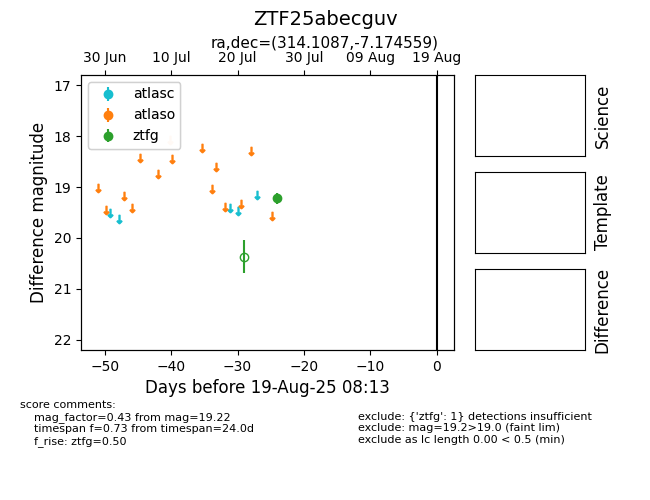 ZTF25abecguv
ra,dec=(314.1087,-7.174559)
30 Jun 10 Jul 20 Jul 30 Jul 09 Aug 19 Aug
atlasc
atlaso
ztfg
17
18
19
20
21
22
Difference magnitude
−50 −40 −30 −20 −10 0
Days before 19-Aug-25 08:13
Science
Template
Difference
score comments:
mag_factor=0.43 from mag=19.22
timespan f=0.73 from timespan=24.0d
f_rise: ztfg=0.50
exclude: {'ztfg': 1} detections insufficient
exclude: mag=19.2>19.0 (faint lim)
exclude as lc length 0.00 < 0.5 (min)